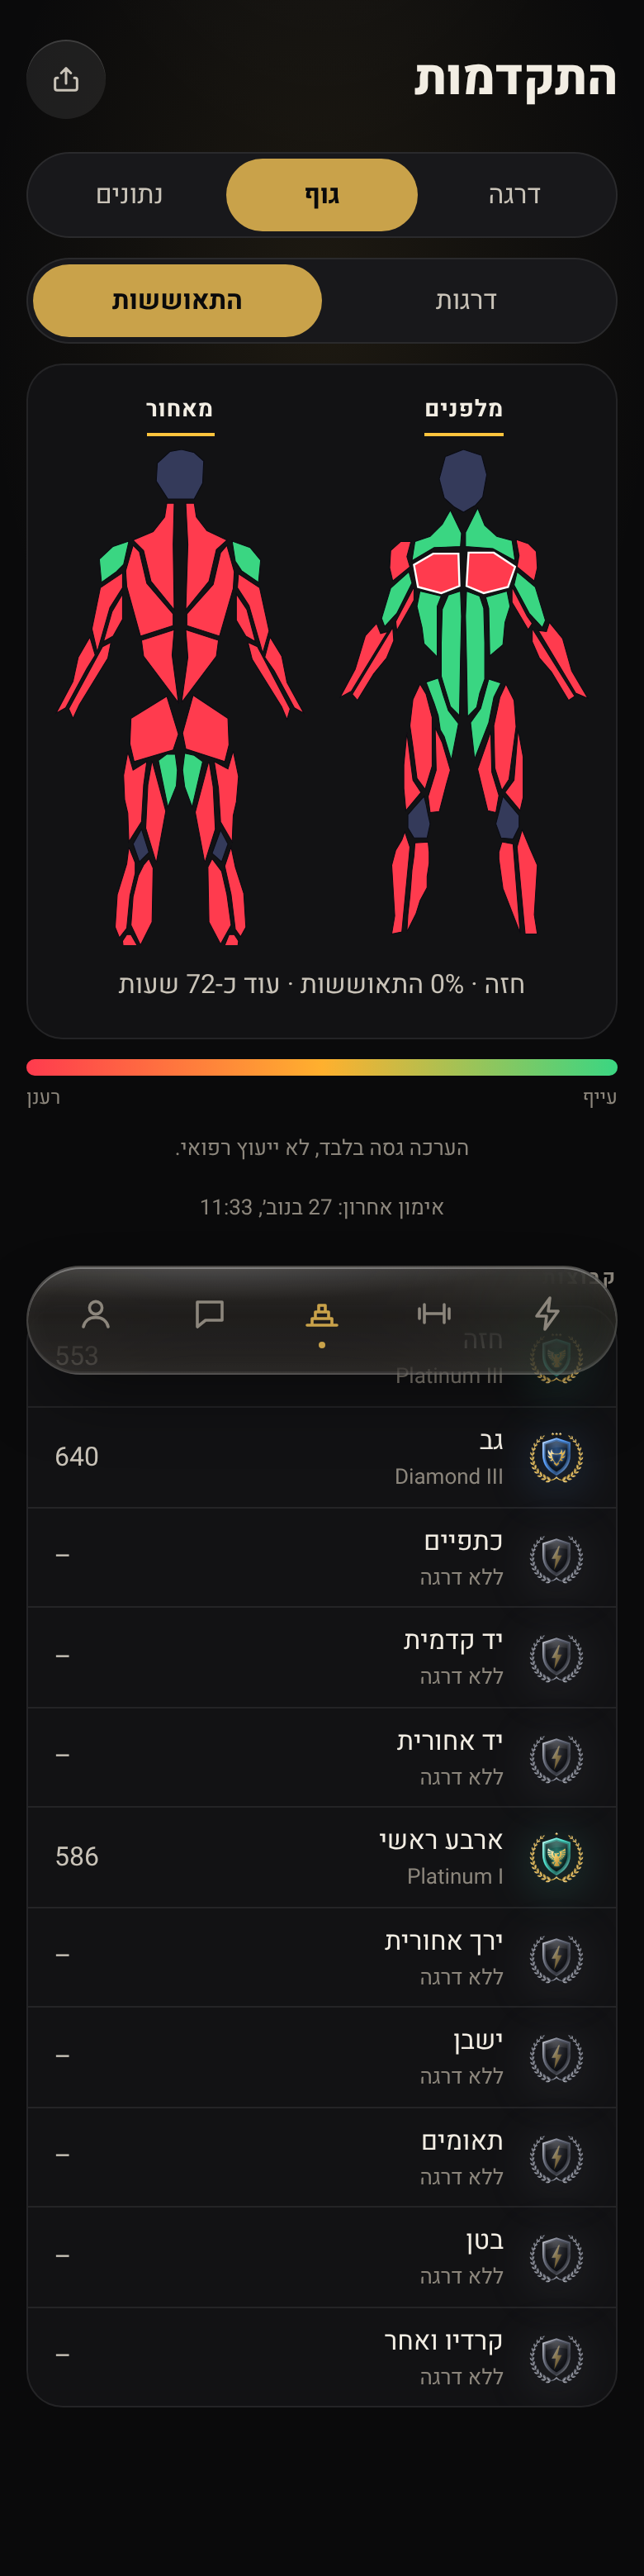 התקדמות
דרגה גוף נתונים
דרגות התאוששות
מלפנים מאחור
חזה · 0% התאוששות · עוד כ-72 שעות
עייף רענן
הערכה גסה בלבד, לא ייעוץ רפואי.
אימון אחרון: 27 בנוב׳, 11:33
חזה
553
Platinum III
גב
640
Diamond III
כתפיים
–
ללא דרגה
יד קדמית
–
ללא דרגה
יד אחורית
–
ללא דרגה
ארבע ראשי
586
Platinum I
ירך אחורית
–
ללא דרגה
ישבן
–
ללא דרגה
תאומים
–
ללא דרגה
בטן
–
ללא דרגה
קרדיו ואחר
–
ללא דרגה